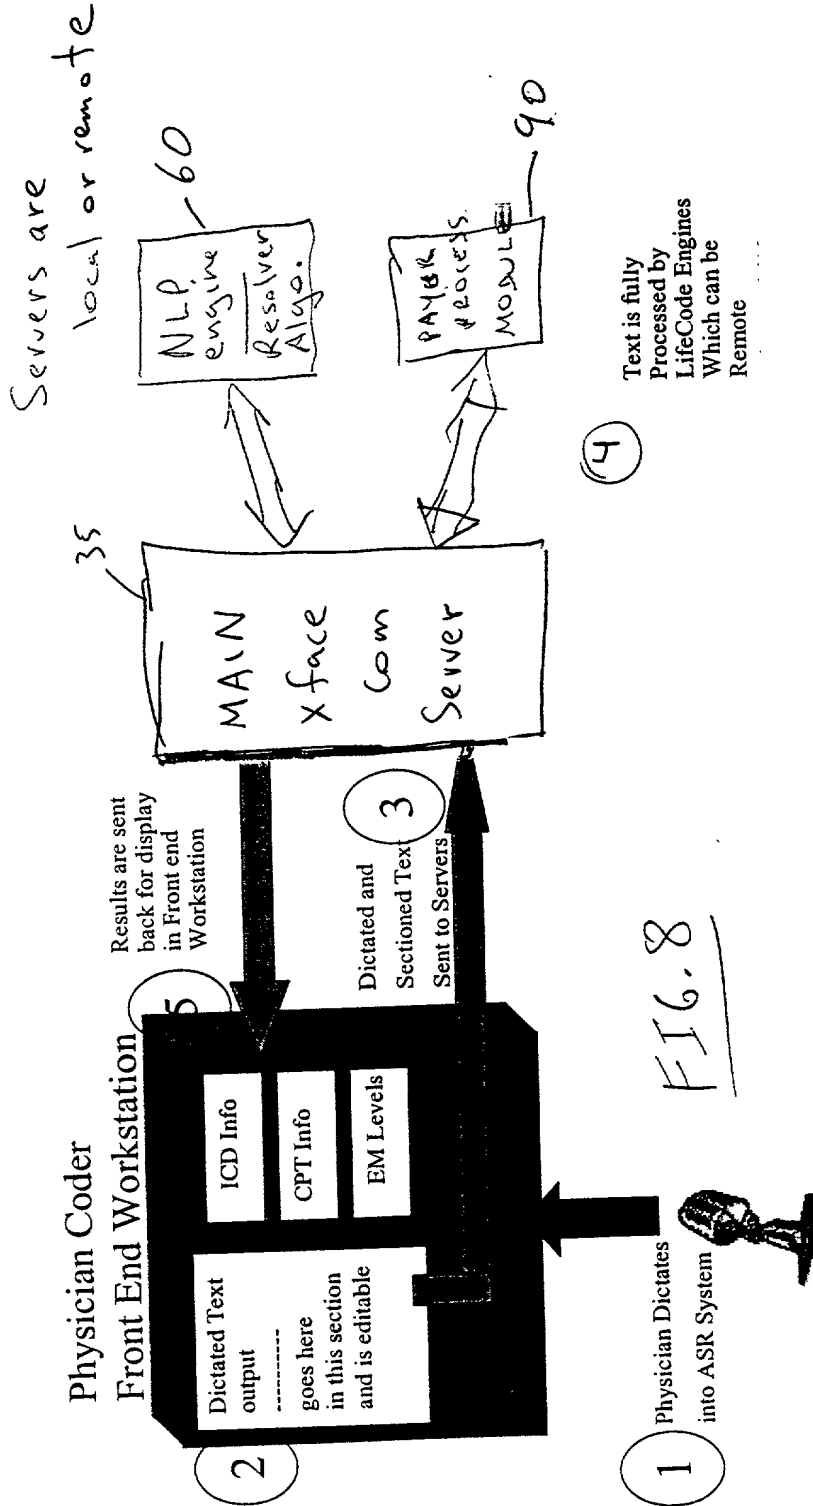 Servers are
local or remote
Physician Coder
Front End Workstation
2
Dictated Text
output
----------
goes here
in this section
and is editable
ICD Info
CPT Info
EM Levels
5
Results are sent
back for display
in Front end
Workstation
3
Dictated and
Sectioned Text
Sent to Servers
35
MAIN
xface
com
Server
60
NLP
engine
Resolver
Algo.
90
PAYER
PROCESS
MODULE
4
Text is fully
Processed by
LifeCode Engines
Which can be
Remote
1
Physician Dictates
into ASR System
FIG. 8